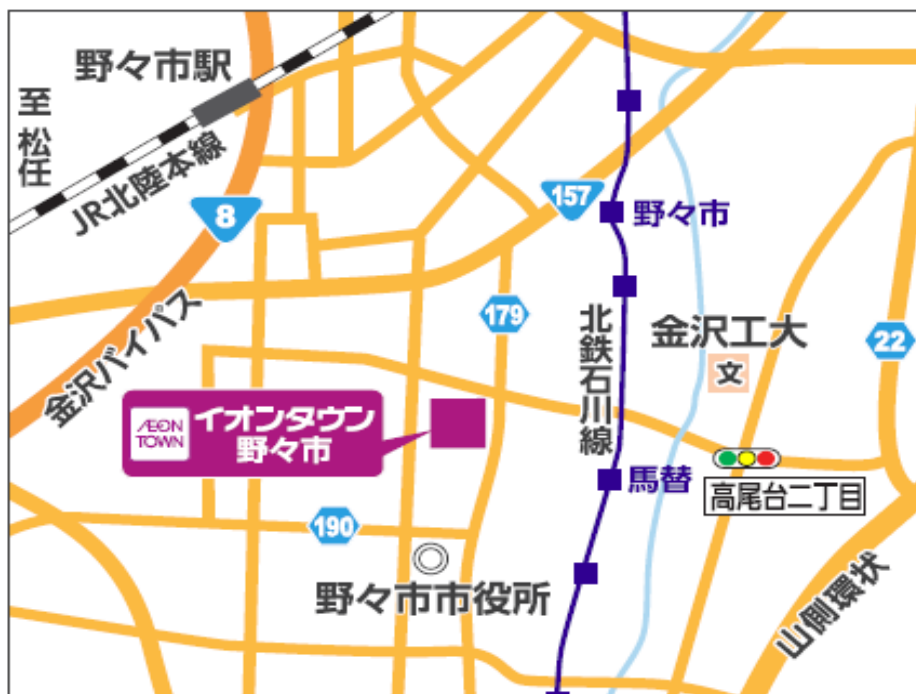 野々市駅
至 松任
JR北陸本線
8
157
野々市
179
北鉄石川線
金沢工大
文
22
金沢バイパス
ÆON
TOWN
イオンタウン
野々市
馬替
高尾台二丁目
190
野々市市役所
山側環状